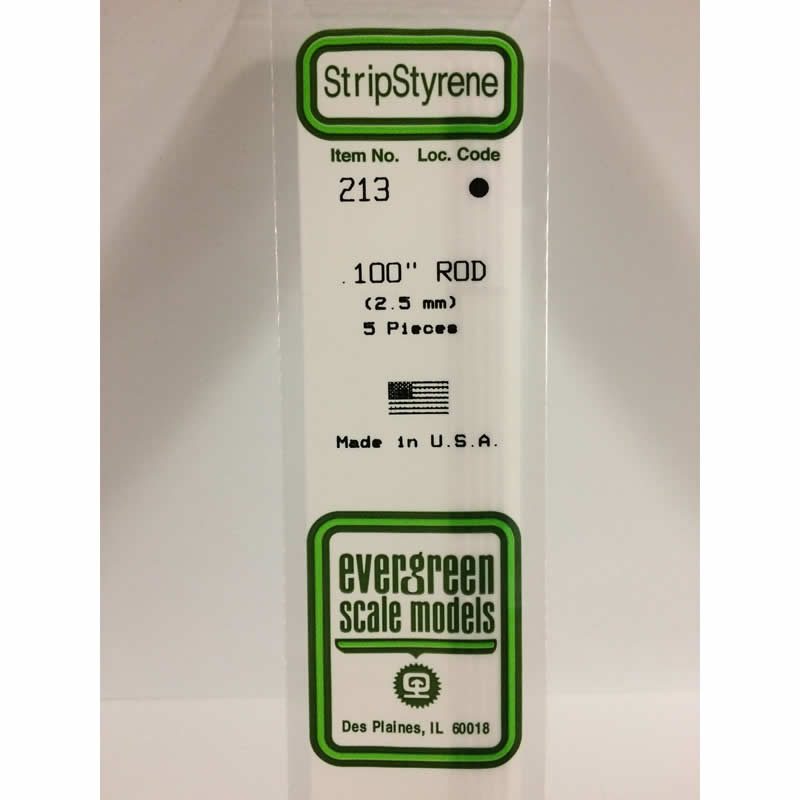 StripStyrene
Item No. Loc. Code
213
.100" ROD
(2.5 mm)
5 Pieces
Made in U.S.A.
evergreen
scale models
Des Plaines, IL 60018